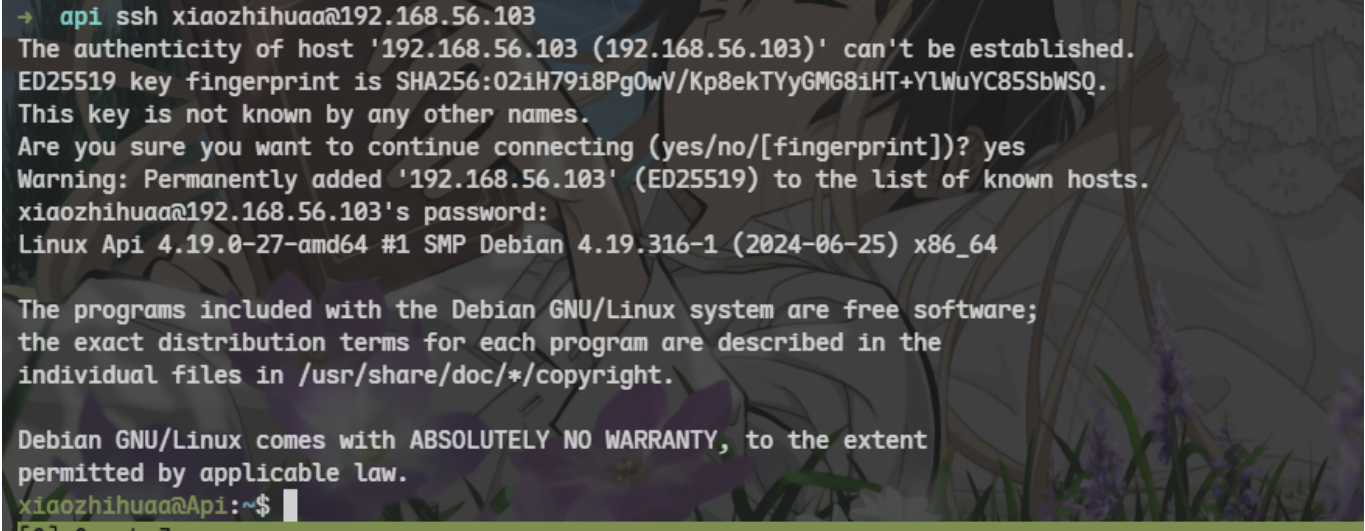 → api ssh xiaozhihuaa@192.168.56.103
The authenticity of host '192.168.56.103 (192.168.56.103)' can't be established.
ED25519 key fingerprint is SHA256:O2iH79i8PgOwV/Kp8ekTYyGMG8iHT+YlWuYC85SbWSQ.
This key is not known by any other names.
Are you sure you want to continue connecting (yes/no/[fingerprint])? yes
Warning: Permanently added '192.168.56.103' (ED25519) to the list of known hosts.
xiaozhihuaa@192.168.56.103's password:
Linux Api 4.19.0-27-amd64 #1 SMP Debian 4.19.316-1 (2024-06-25) x86_64
The programs included with the Debian GNU/Linux system are free software;
the exact distribution terms for each program are described in the
individual files in /usr/share/doc/*/copyright.
Debian GNU/Linux comes with ABSOLUTELY NO WARRANTY, to the extent
permitted by applicable law.
xiaozhihuaa@Api:~$